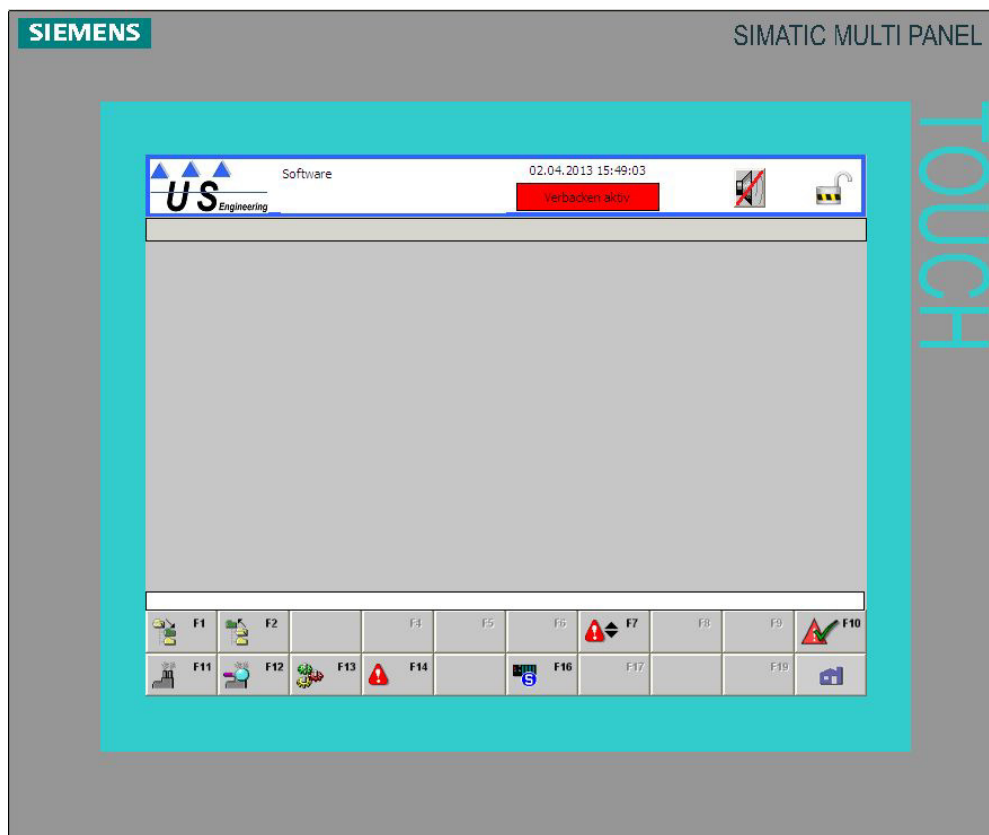 SIEMENS
SIMATIC MULTI PANEL
TOUCH
US Engineering
Software
02.04.2013 15:49:03
Verbacken aktiv
F1 F2 F4 F5 F6 F7 F8 F9 F10
F11 F12 F13 F14 F16 F17 F19
S